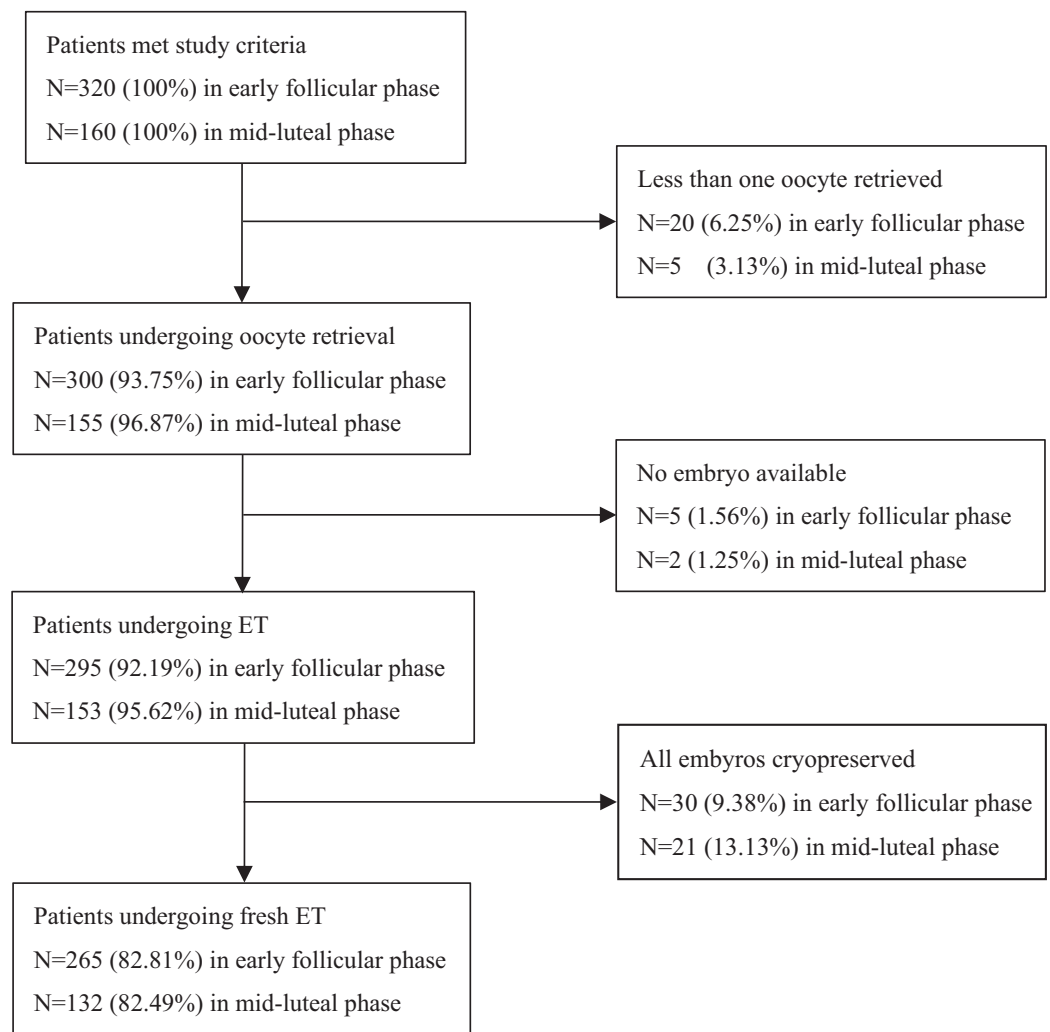 Patients met study criteria
N=320 (100%) in early follicular phase
N=160 (100%) in mid-luteal phase
Less than one oocyte retrieved
N=20 (6.25%) in early follicular phase
N=5 (3.13%) in mid-luteal phase
Patients undergoing oocyte retrieval
N=300 (93.75%) in early follicular phase
N=155 (96.87%) in mid-luteal phase
No embryo available
N=5 (1.56%) in early follicular phase
N=2 (1.25%) in mid-luteal phase
Patients undergoing ET
N=295 (92.19%) in early follicular phase
N=153 (95.62%) in mid-luteal phase
All embyros cryopreserved
N=30 (9.38%) in early follicular phase
N=21 (13.13%) in mid-luteal phase
Patients undergoing fresh ET
N=265 (82.81%) in early follicular phase
N=132 (82.49%) in mid-luteal phase